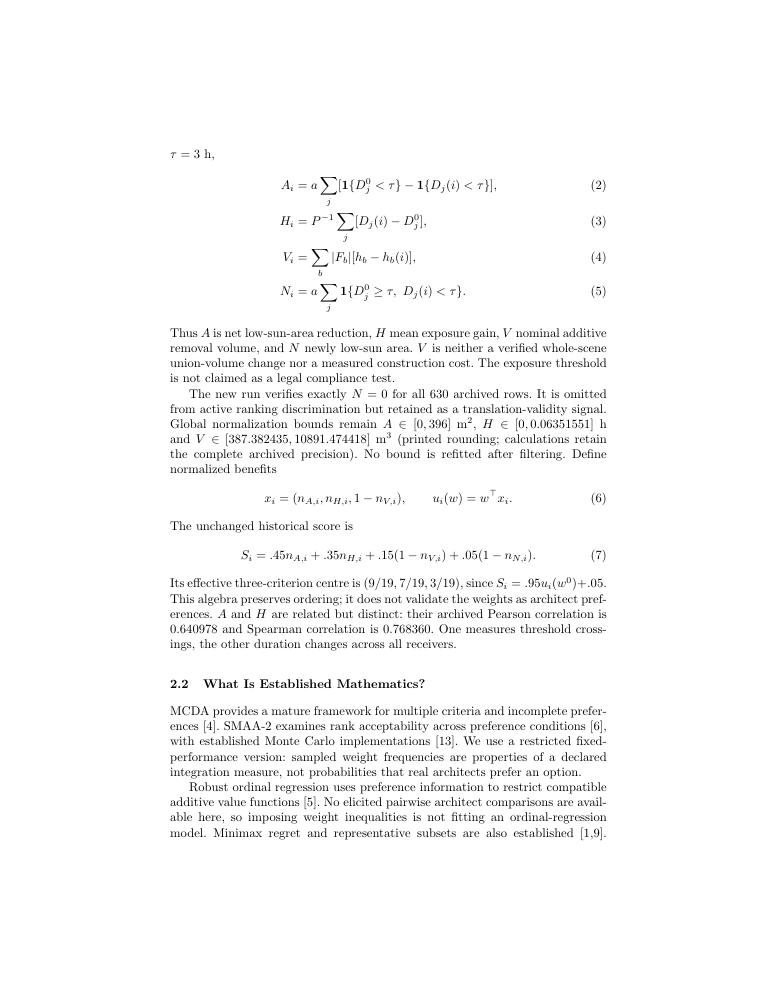 τ = 3 h,
A_i = a ∑_j [1{D_j^0 < τ} − 1{D_j(i) < τ}], (2)
H_i = P^{−1} ∑_j [D_j(i) − D_j^0], (3)
V_i = ∑_b |F_b|[h_b − h_b(i)], (4)
N_i = a ∑_j 1{D_j^0 ≥ τ, D_j(i) < τ}. (5)
Thus A is net low-sun-area reduction, H mean exposure gain, V nominal additive
removal volume, and N newly low-sun area. V is neither a verified whole-scene
union-volume change nor a measured construction cost. The exposure threshold
is not claimed as a legal compliance test.
The new run verifies exactly N = 0 for all 630 archived rows. It is omitted
from active ranking discrimination but retained as a translation-validity signal.
Global normalization bounds remain A ∈ [0, 396] m², H ∈ [0, 0.06351551] h
and V ∈ [387.382435, 10891.474418] m³ (printed rounding; calculations retain
the complete archived precision). No bound is refitted after filtering. Define
normalized benefits
x_i = (n_{A,i}, n_{H,i}, 1 − n_{V,i}), u_i(w) = w^⊤ x_i. (6)
The unchanged historical score is
S_i = .45n_{A,i} + .35n_{H,i} + .15(1 − n_{V,i}) + .05(1 − n_{N,i}). (7)
Its effective three-criterion centre is (9/19, 7/19, 3/19), since S_i = .95u_i(w^0)+.05.
This algebra preserves ordering; it does not validate the weights as architect pref-
erences. A and H are related but distinct: their archived Pearson correlation is
0.640978 and Spearman correlation is 0.768360. One measures threshold cross-
ings, the other duration changes across all receivers.
2.2 What Is Established Mathematics?
MCDA provides a mature framework for multiple criteria and incomplete prefer-
ences [4]. SMAA-2 examines rank acceptability across preference conditions [6],
with established Monte Carlo implementations [13]. We use a restricted fixed-
performance version: sampled weight frequencies are properties of a declared
integration measure, not probabilities that real architects prefer an option.
Robust ordinal regression uses preference information to restrict compatible
additive value functions [5]. No elicited pairwise architect comparisons are avail-
able here, so imposing weight inequalities is not fitting an ordinal-regression
model. Minimax regret and representative subsets are also established [1,9].